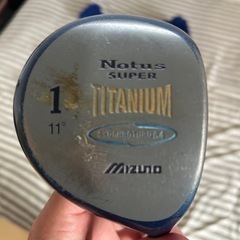 Notus
SUPER
1
TITANIUM
11°
MIZUNO